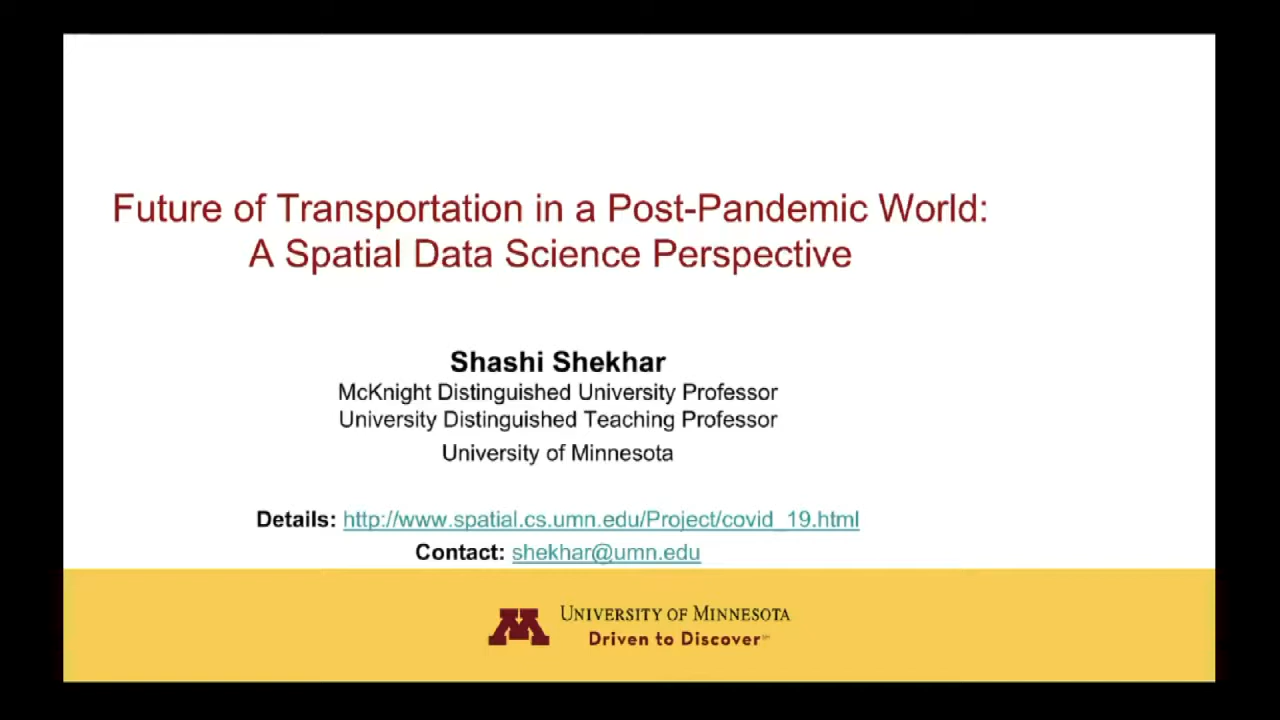 Future of Transportation in a Post-Pandemic World:
A Spatial Data Science Perspective
Shashi Shekhar
McKnight Distinguished University Professor
University Distinguished Teaching Professor
University of Minnesota
Details: http://www.spatial.cs.umn.edu/Project/covid_19.html
Contact: shekhar@umn.edu
M
UNIVERSITY OF MINNESOTA
Driven to Discover℠